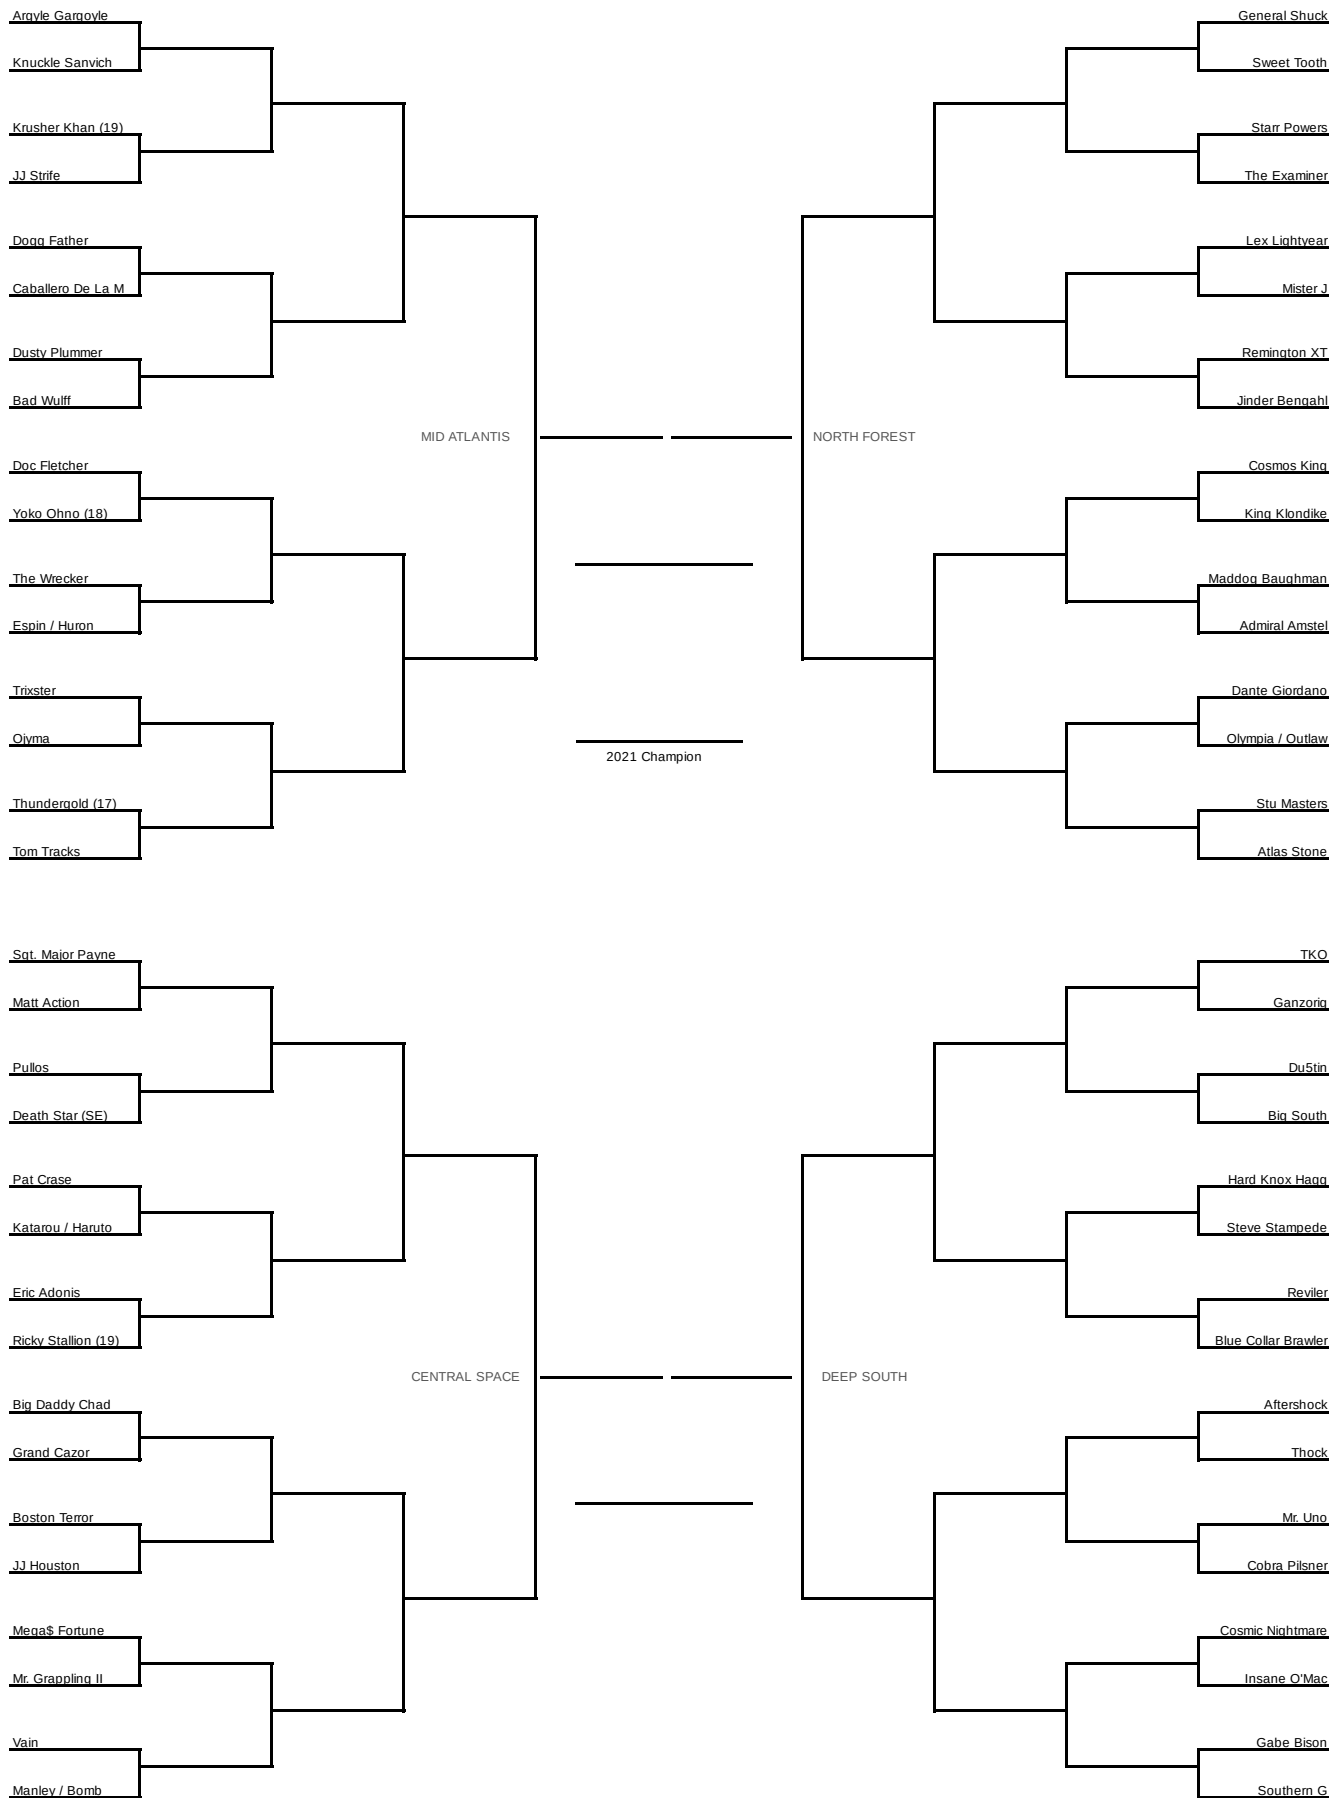 Argyle Gargoyle
General Shuck
Knuckle Sanvich
Sweet Tooth
Krusher Khan (19)
Starr Powers
JJ Strife
The Examiner
Dogg Father
Lex Lightyear
Caballero De La M
Mister J
Dusty Plummer
Remington XT
Bad Wulff
Jinder Bengahl
MID ATLANTIS
NORTH FOREST
Doc Fletcher
Cosmos King
Yoko Ohno (18)
King Klondike
The Wrecker
Maddog Baughman
Espin / Huron
Admiral Amstel
Trixster
Dante Giordano
Ojyma
Olympia / Outlaw
2021 Champion
Thundergold (17)
Stu Masters
Tom Tracks
Atlas Stone
Sgt. Major Payne
TKO
Matt Action
Ganzorig
Pullos
Du5tin
Death Star (SE)
Big South
Pat Crase
Hard Knox Hagg
Katarou / Haruto
Steve Stampede
Eric Adonis
Reviler
Ricky Stallion (19)
Blue Collar Brawler
CENTRAL SPACE
DEEP SOUTH
Big Daddy Chad
Aftershock
Grand Cazor
Thock
Boston Terror
Mr. Uno
JJ Houston
Cobra Pilsner
Mega$ Fortune
Cosmic Nightmare
Mr. Grappling II
Insane O'Mac
Vain
Gabe Bison
Manley / Bomb
Southern G